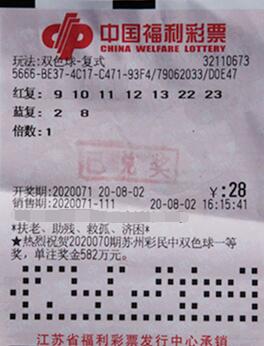 中国福利彩票
CHINA WELFARE LOTTERY
玩法:双色球-复式 32110673
5666-BE37-4C17-C471-93F4/79062033/D0E47
红复: 9 10 11 12 13 22 23
蓝复: 2 8
倍数: 1
已兑奖
开奖期:2020071 20-08-02 ¥:28
销售期:2020071-111 20-08-02 16:15:41
*扶老、助残、救孤、济困*
★热烈祝贺2020070期苏州彩民中双色球一等
奖,单注奖金582万元。
江苏省福利彩票发行中心承销